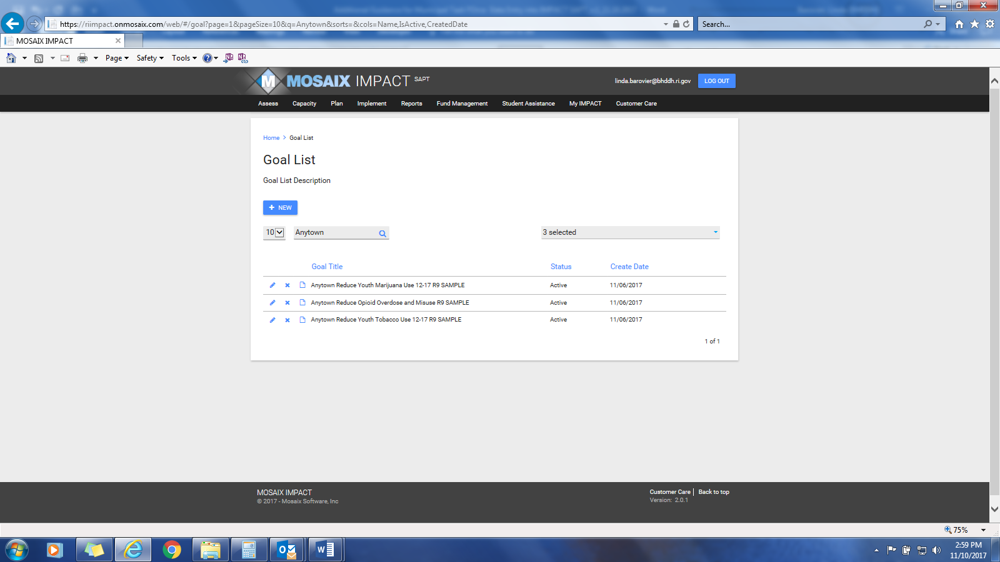 https://riimpact.onmosaix.com/web/#/goal?page=1&pageSize=10&q=Anytown&sorts=&cols=Name,IsActive,CreatedDate
Search...
MOSAIX IMPACT
Page
Safety
Tools
M MOSAIX IMPACT SAPT
linda.barovier@bhddh.ri.gov
LOG OUT
Assess Capacity Plan Implement Reports Fund Management Student Assistance My IMPACT Customer Care
Home > Goal List
Goal List
Goal List Description
+ NEW
10
Anytown
3 selected
Goal Title Status Create Date
Anytown Reduce Youth Marijuana Use 12-17 R9 SAMPLE Active 11/06/2017
Anytown Reduce Opioid Overdose and Misuse R9 SAMPLE Active 11/06/2017
Anytown Reduce Youth Tobacco Use 12-17 R9 SAMPLE Active 11/06/2017
1 of 1
MOSAIX IMPACT
© 2017 - Mosaix Software, Inc
Customer Care | Back to top
Version: 2.0.1
75%
2:59 PM
11/10/2017